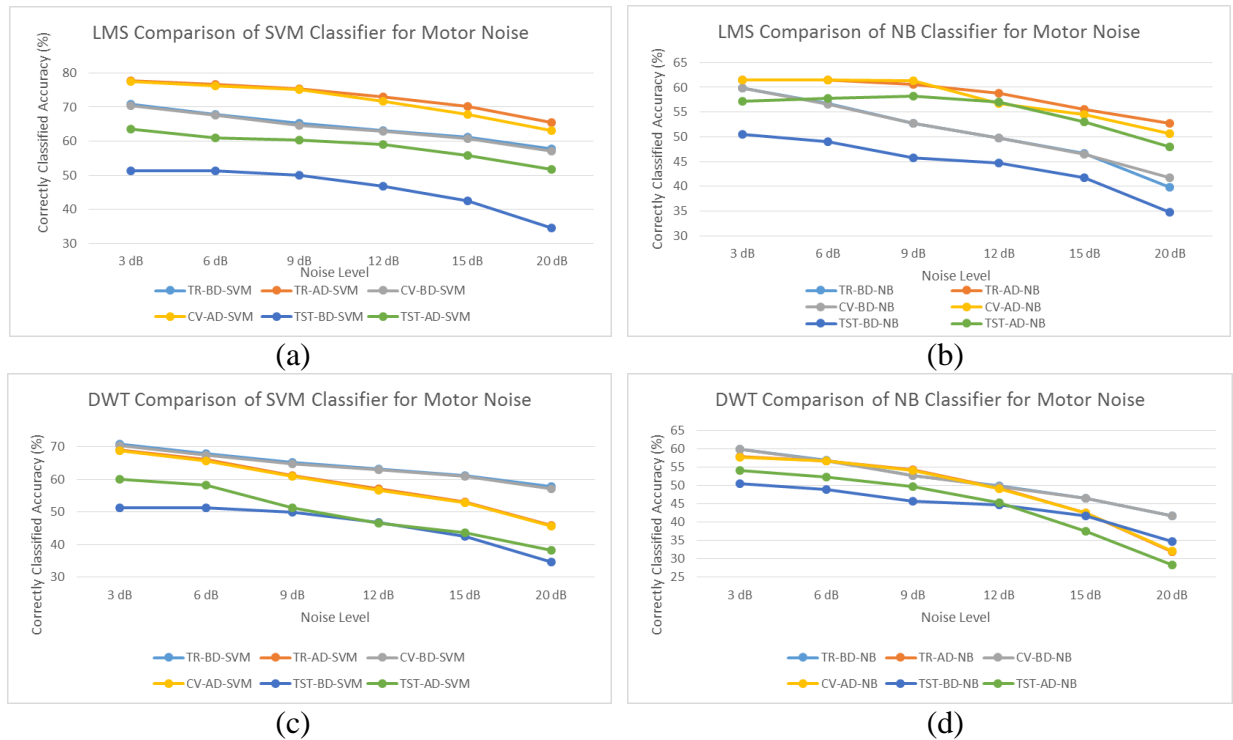 LMS Comparison of SVM Classifier for Motor Noise
Correctly Classified Accuracy (%)
80
70
60
50
40
30
3 dB 6 dB 9 dB 12 dB 15 dB 20 dB
Noise Level
TR-BD-SVM TR-AD-SVM CV-BD-SVM
CV-AD-SVM TST-BD-SVM TST-AD-SVM
(a)
LMS Comparison of NB Classifier for Motor Noise
Correctly Classified Accuracy (%)
65
60
55
50
45
40
35
30
3 dB 6 dB 9 dB 12 dB 15 dB 20 dB
Noise Level
TR-BD-NB TR-AD-NB
CV-BD-NB CV-AD-NB
TST-BD-NB TST-AD-NB
(b)
DWT Comparison of SVM Classifier for Motor Noise
Correctly Classified Accuracy (%)
70
60
50
40
30
3 dB 6 dB 9 dB 12 dB 15 dB 20 dB
Noise Level
TR-BD-SVM TR-AD-SVM CV-BD-SVM
CV-AD-SVM TST-BD-SVM TST-AD-SVM
(c)
DWT Comparison of NB Classifier for Motor Noise
Correctly Classified Accuracy (%)
65
60
55
50
45
40
35
30
25
3 dB 6 dB 9 dB 12 dB 15 dB 20 dB
Noise Level
TR-BD-NB TR-AD-NB CV-BD-NB
CV-AD-NB TST-BD-NB TST-AD-NB
(d)